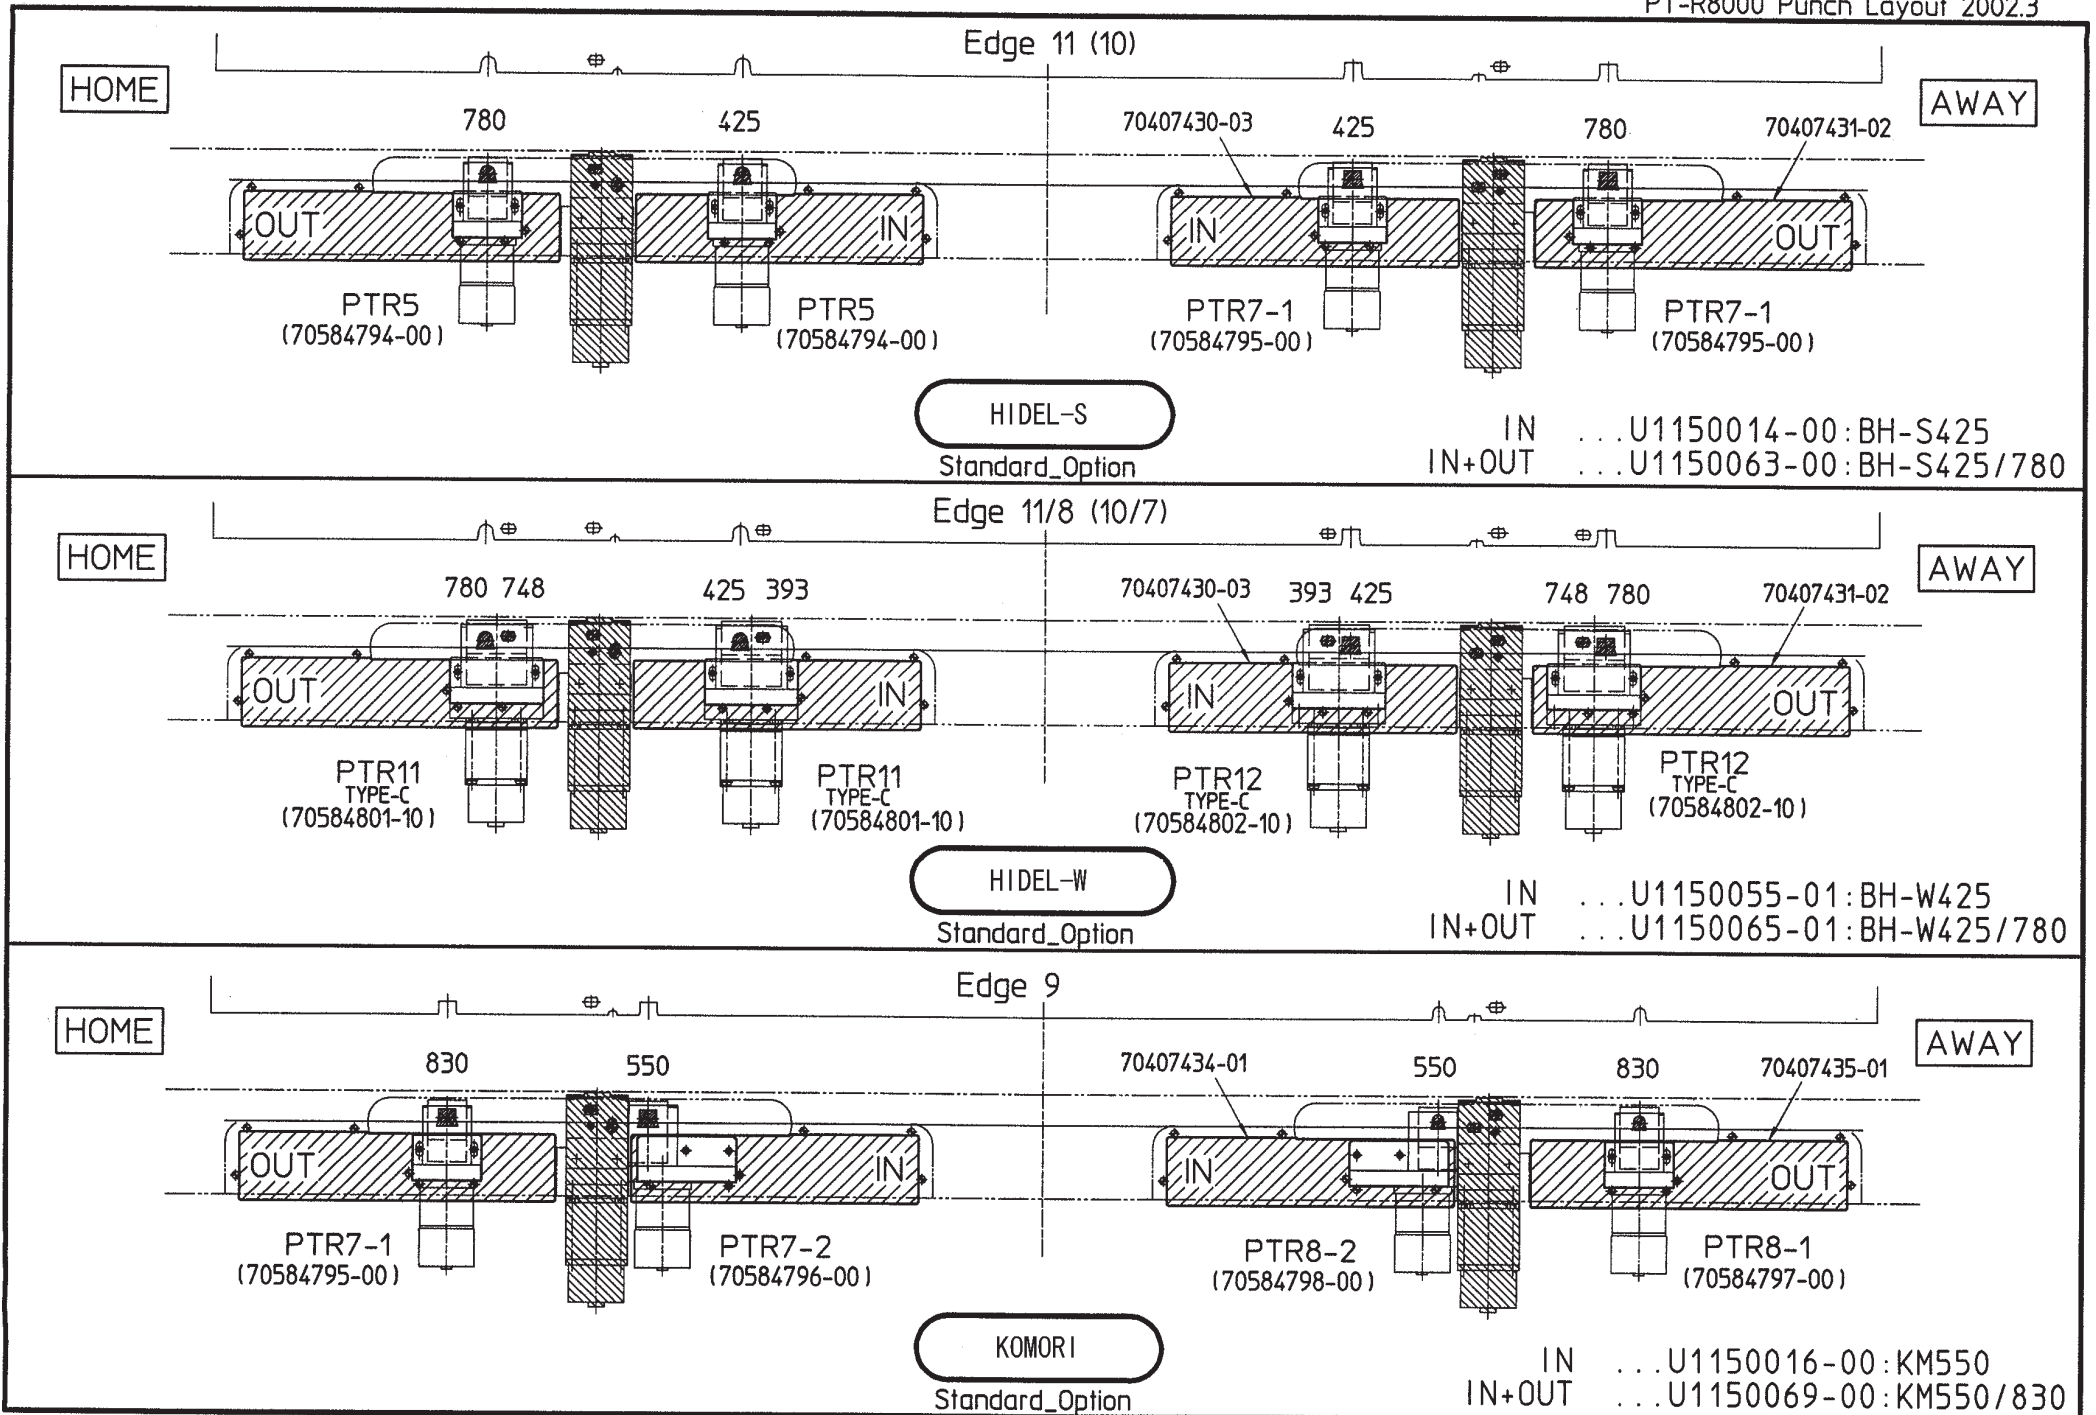 PT-R8000 Punch Layout 2002.3
Edge 11 (10)
HOME
AWAY
780
425
70407430-03
425
780
70407431-02
OUT
IN
IN
OUT
PTR5
(70584794-00)
PTR5
(70584794-00)
PTR7-1
(70584795-00)
PTR7-1
(70584795-00)
HIDEL-S
Standard_Option
IN ...U1150014-00:BH-S425
IN+OUT ...U1150063-00:BH-S425/780
Edge 11/8 (10/7)
HOME
AWAY
780 748
425 393
70407430-03
393 425
748 780
70407431-02
OUT
IN
IN
OUT
PTR11
TYPE-C
(70584801-10)
PTR11
TYPE-C
(70584801-10)
PTR12
TYPE-C
(70584802-10)
PTR12
TYPE-C
(70584802-10)
HIDEL-W
Standard_Option
IN ...U1150055-01:BH-W425
IN+OUT ...U1150065-01:BH-W425/780
Edge 9
HOME
AWAY
830
550
70407434-01
550
830
70407435-01
OUT
IN
IN
OUT
PTR7-1
(70584795-00)
PTR7-2
(70584796-00)
PTR8-2
(70584798-00)
PTR8-1
(70584797-00)
KOMORI
Standard_Option
IN ...U1150016-00:KM550
IN+OUT ...U1150069-00:KM550/830